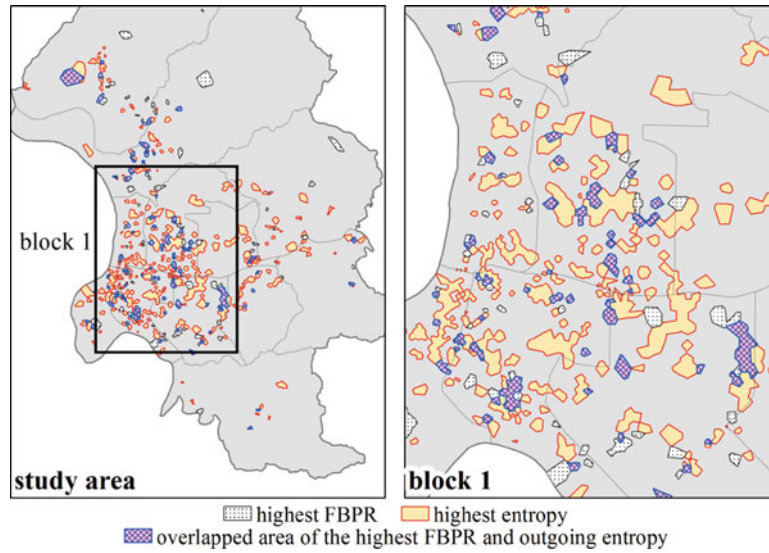 block 1
study area
block 1
highest FBPR highest entropy
overlapped area of the highest FBPR and outgoing entropy